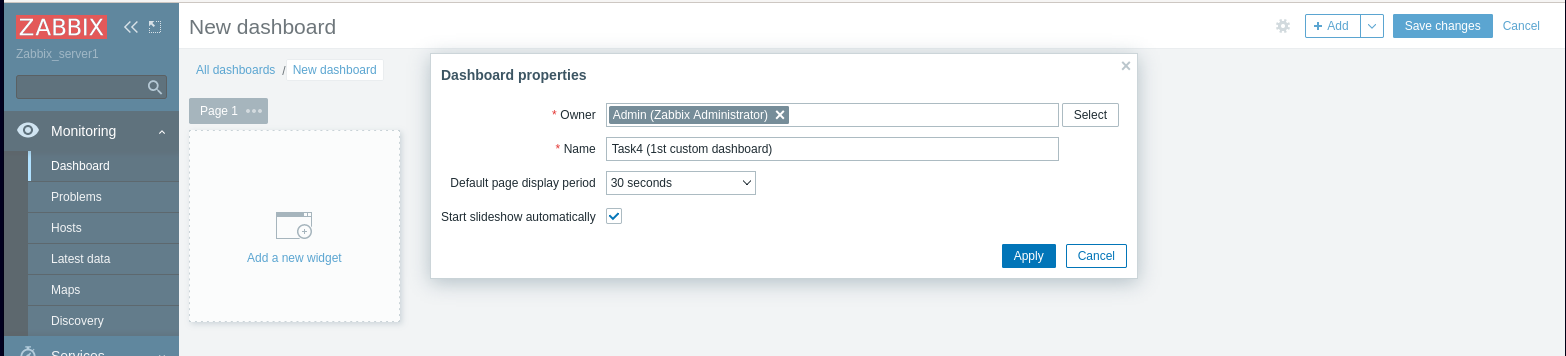 ZABBIX
Zabbix_server1
Monitoring
Dashboard
Problems
Hosts
Latest data
Maps
Discovery
Services
New dashboard
+ Add
Save changes
Cancel
All dashboards / New dashboard
Page 1
Add a new widget
Dashboard properties
* Owner Admin (Zabbix Administrator) Select
* Name Task4 (1st custom dashboard)
Default page display period 30 seconds
Start slideshow automatically
Apply Cancel